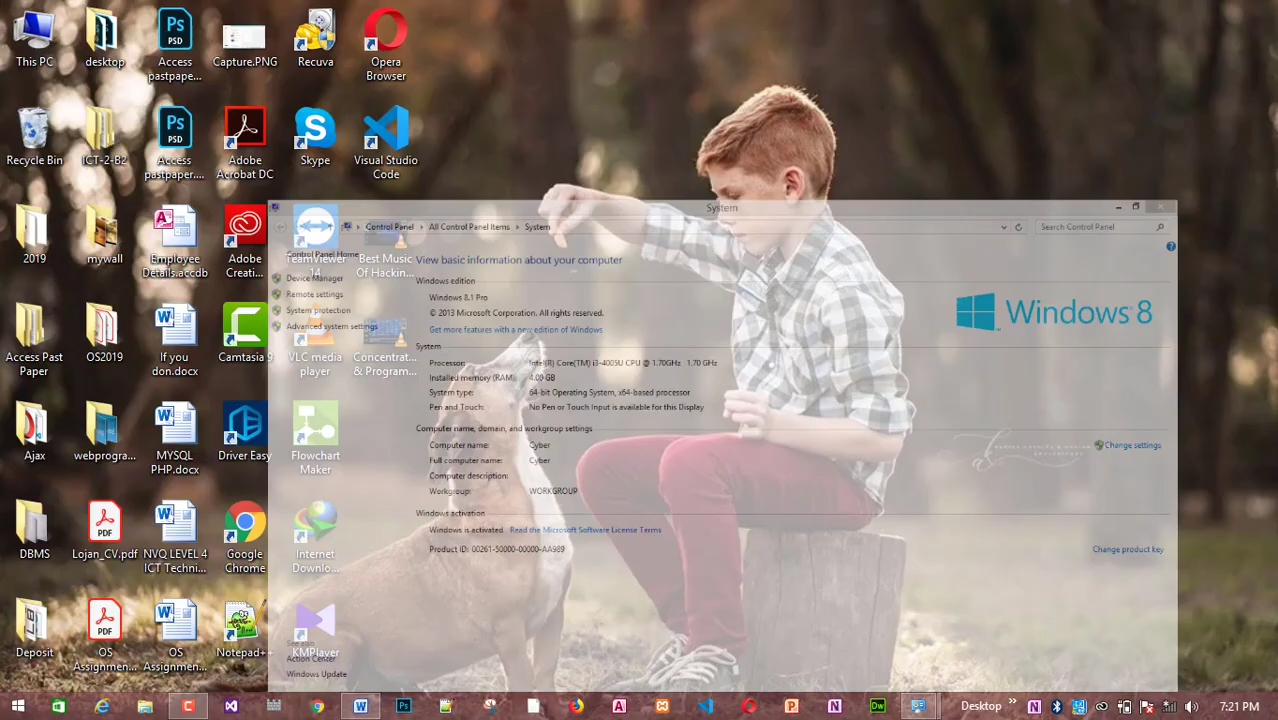 This PC
desktop
Access
pastpape...
Capture.PNG
Recuva
Opera
Browser
Recycle Bin
ICT-2-B2
Access
pastpaper....
Adobe
Acrobat DC
Skype
Visual Studio
Code
2019
mywall
Employee
Details.accdb
Adobe
Creati...
TeamViewer
14
Best Music
Of Hackin...
Access Past
Paper
OS2019
If you
don.docx
Camtasia 9
VLC media
player
Concentrat...
& Program...
Ajax
webprogra...
MYSQL
PHP.docx
Driver Easy
Flowchart
Maker
DBMS
Lojan_CV.pdf
NVQ LEVEL 4
ICT Techni...
Google
Chrome
Internet
Downlo...
Deposit
OS
Assignmen...
OS
Assignmen...
Notepad++
KMPlayer
System
Control Panel
All Control Panel Items
System
Search Control Panel
Control Panel Home
Device Manager
Remote settings
System protection
Advanced system settings
View basic information about your computer
Windows edition
Windows 8.1 Pro
© 2013 Microsoft Corporation. All rights reserved.
Get more features with a new edition of Windows
Windows 8
System
Processor: Intel(R) Core(TM) i3-4005U CPU @ 1.70GHz 1.70 GHz
Installed memory (RAM): 4.00 GB
System type: 64-bit Operating System, x64-based processor
Pen and Touch: No Pen or Touch Input is available for this Display
Computer name, domain, and workgroup settings
Computer name: Cyber
Change settings
Full computer name: Cyber
Computer description:
Workgroup: WORKGROUP
Windows activation
Windows is activated. Read the Microsoft Software License Terms
Product ID: 00261-50000-00000-AA989
Change product key
See also
Action Center
Windows Update
Desktop
7:21 PM